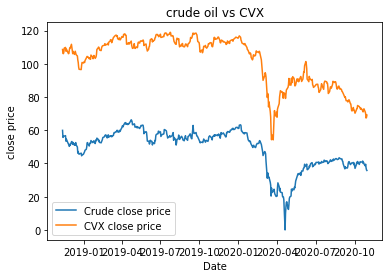 crude oil vs CVX
close price
120
100
80
60
40
20
0
Crude close price
CVX close price
2019-01 2019-04 2019-07 2019-10 2020-01 2020-04 2020-07 2020-10
Date